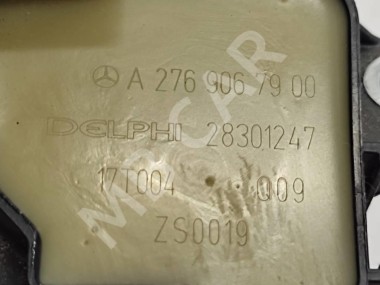 A 276 906 79 00
DELPHI 28301247
17T004 009
ZS0019